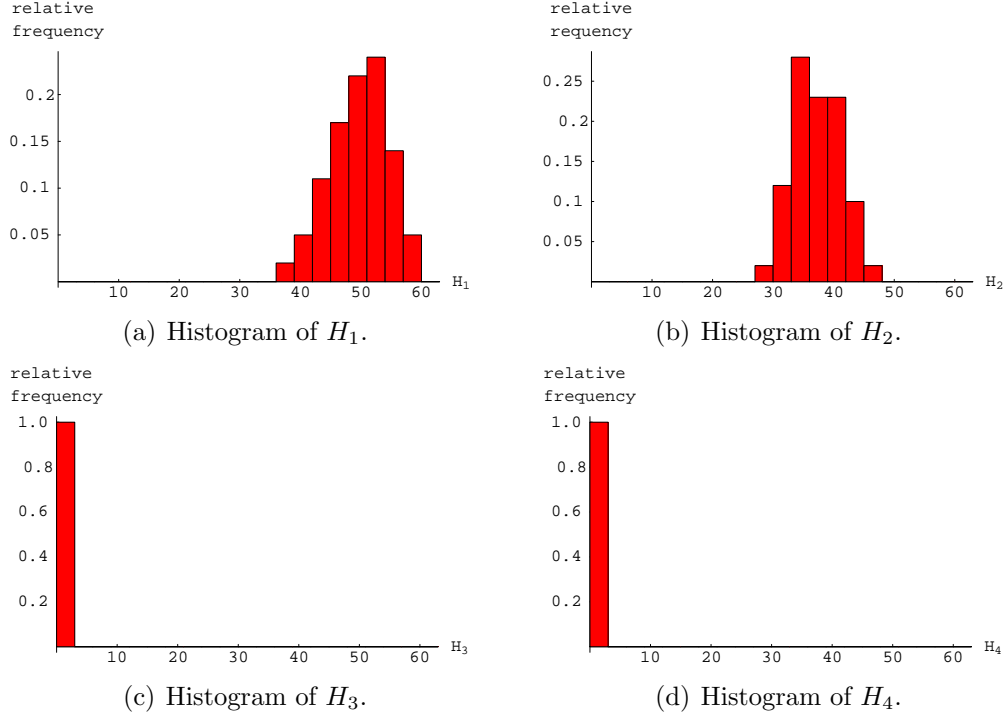 relative
frequency
0.2
0.15
0.1
0.05
10 20 30 40 50 60 H₁
(a) Histogram of H₁.
relative
requency
0.25
0.2
0.15
0.1
0.05
10 20 30 40 50 60 H₂
(b) Histogram of H₂.
relative
frequency
1.0
0.8
0.6
0.4
0.2
10 20 30 40 50 60 H₃
(c) Histogram of H₃.
relative
frequency
1.0
0.8
0.6
0.4
0.2
10 20 30 40 50 60 H₄
(d) Histogram of H₄.